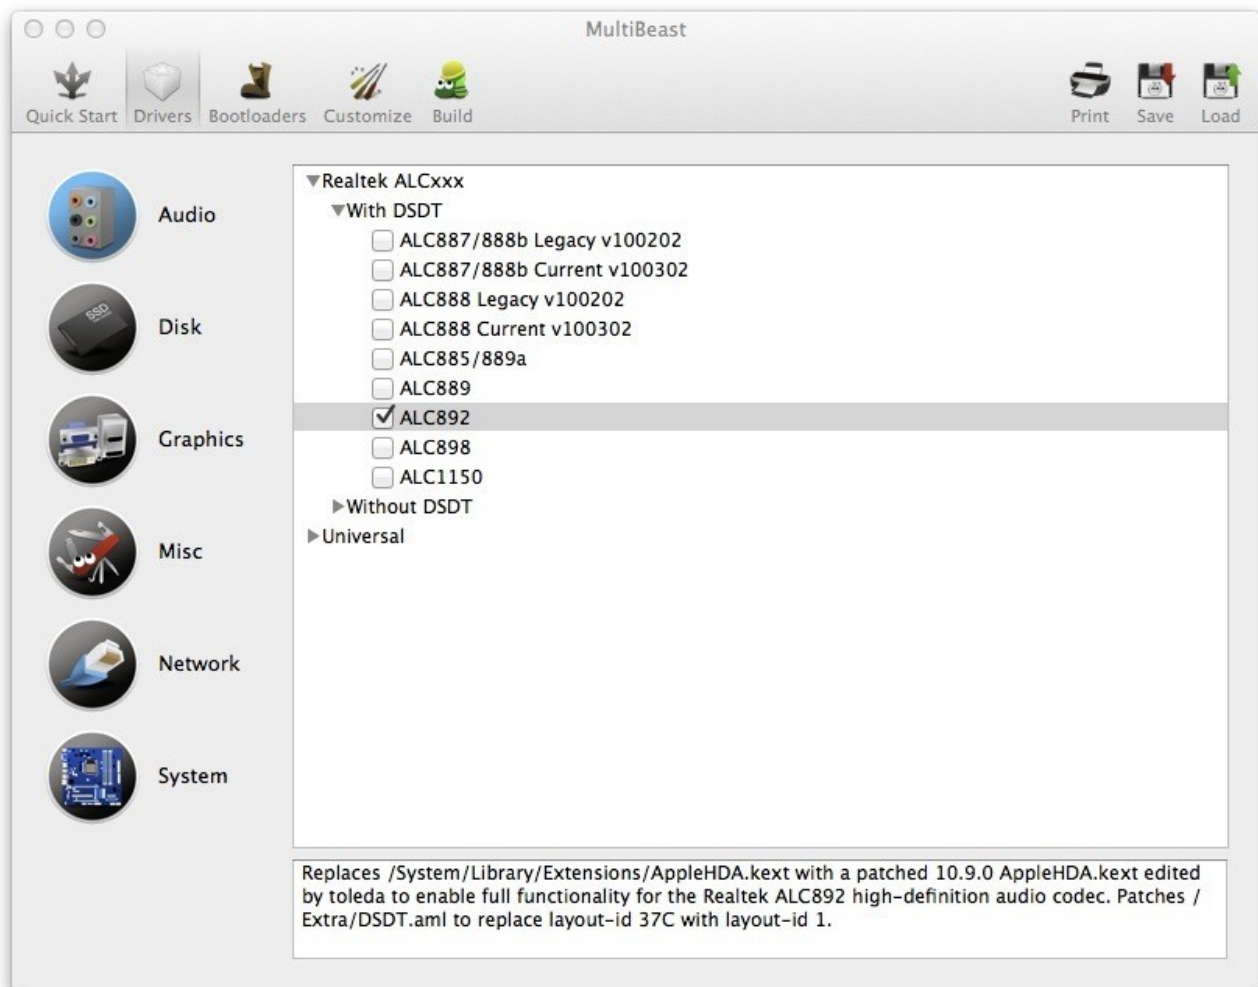 MultiBeast
Quick Start
Drivers
Bootloaders
Customize
Build
Print
Save
Load
Audio
Disk
SSD
Graphics
Misc
Network
System
Realtek ALCxxx
With DSDT
ALC887/888b Legacy v100202
ALC887/888b Current v100302
ALC888 Legacy v100202
ALC888 Current v100302
ALC885/889a
ALC889
ALC892
ALC898
ALC1150
Without DSDT
Universal
Replaces /System/Library/Extensions/AppleHDA.kext with a patched 10.9.0 AppleHDA.kext edited
by toleda to enable full functionality for the Realtek ALC892 high-definition audio codec. Patches /
Extra/DSDT.aml to replace layout-id 37C with layout-id 1.